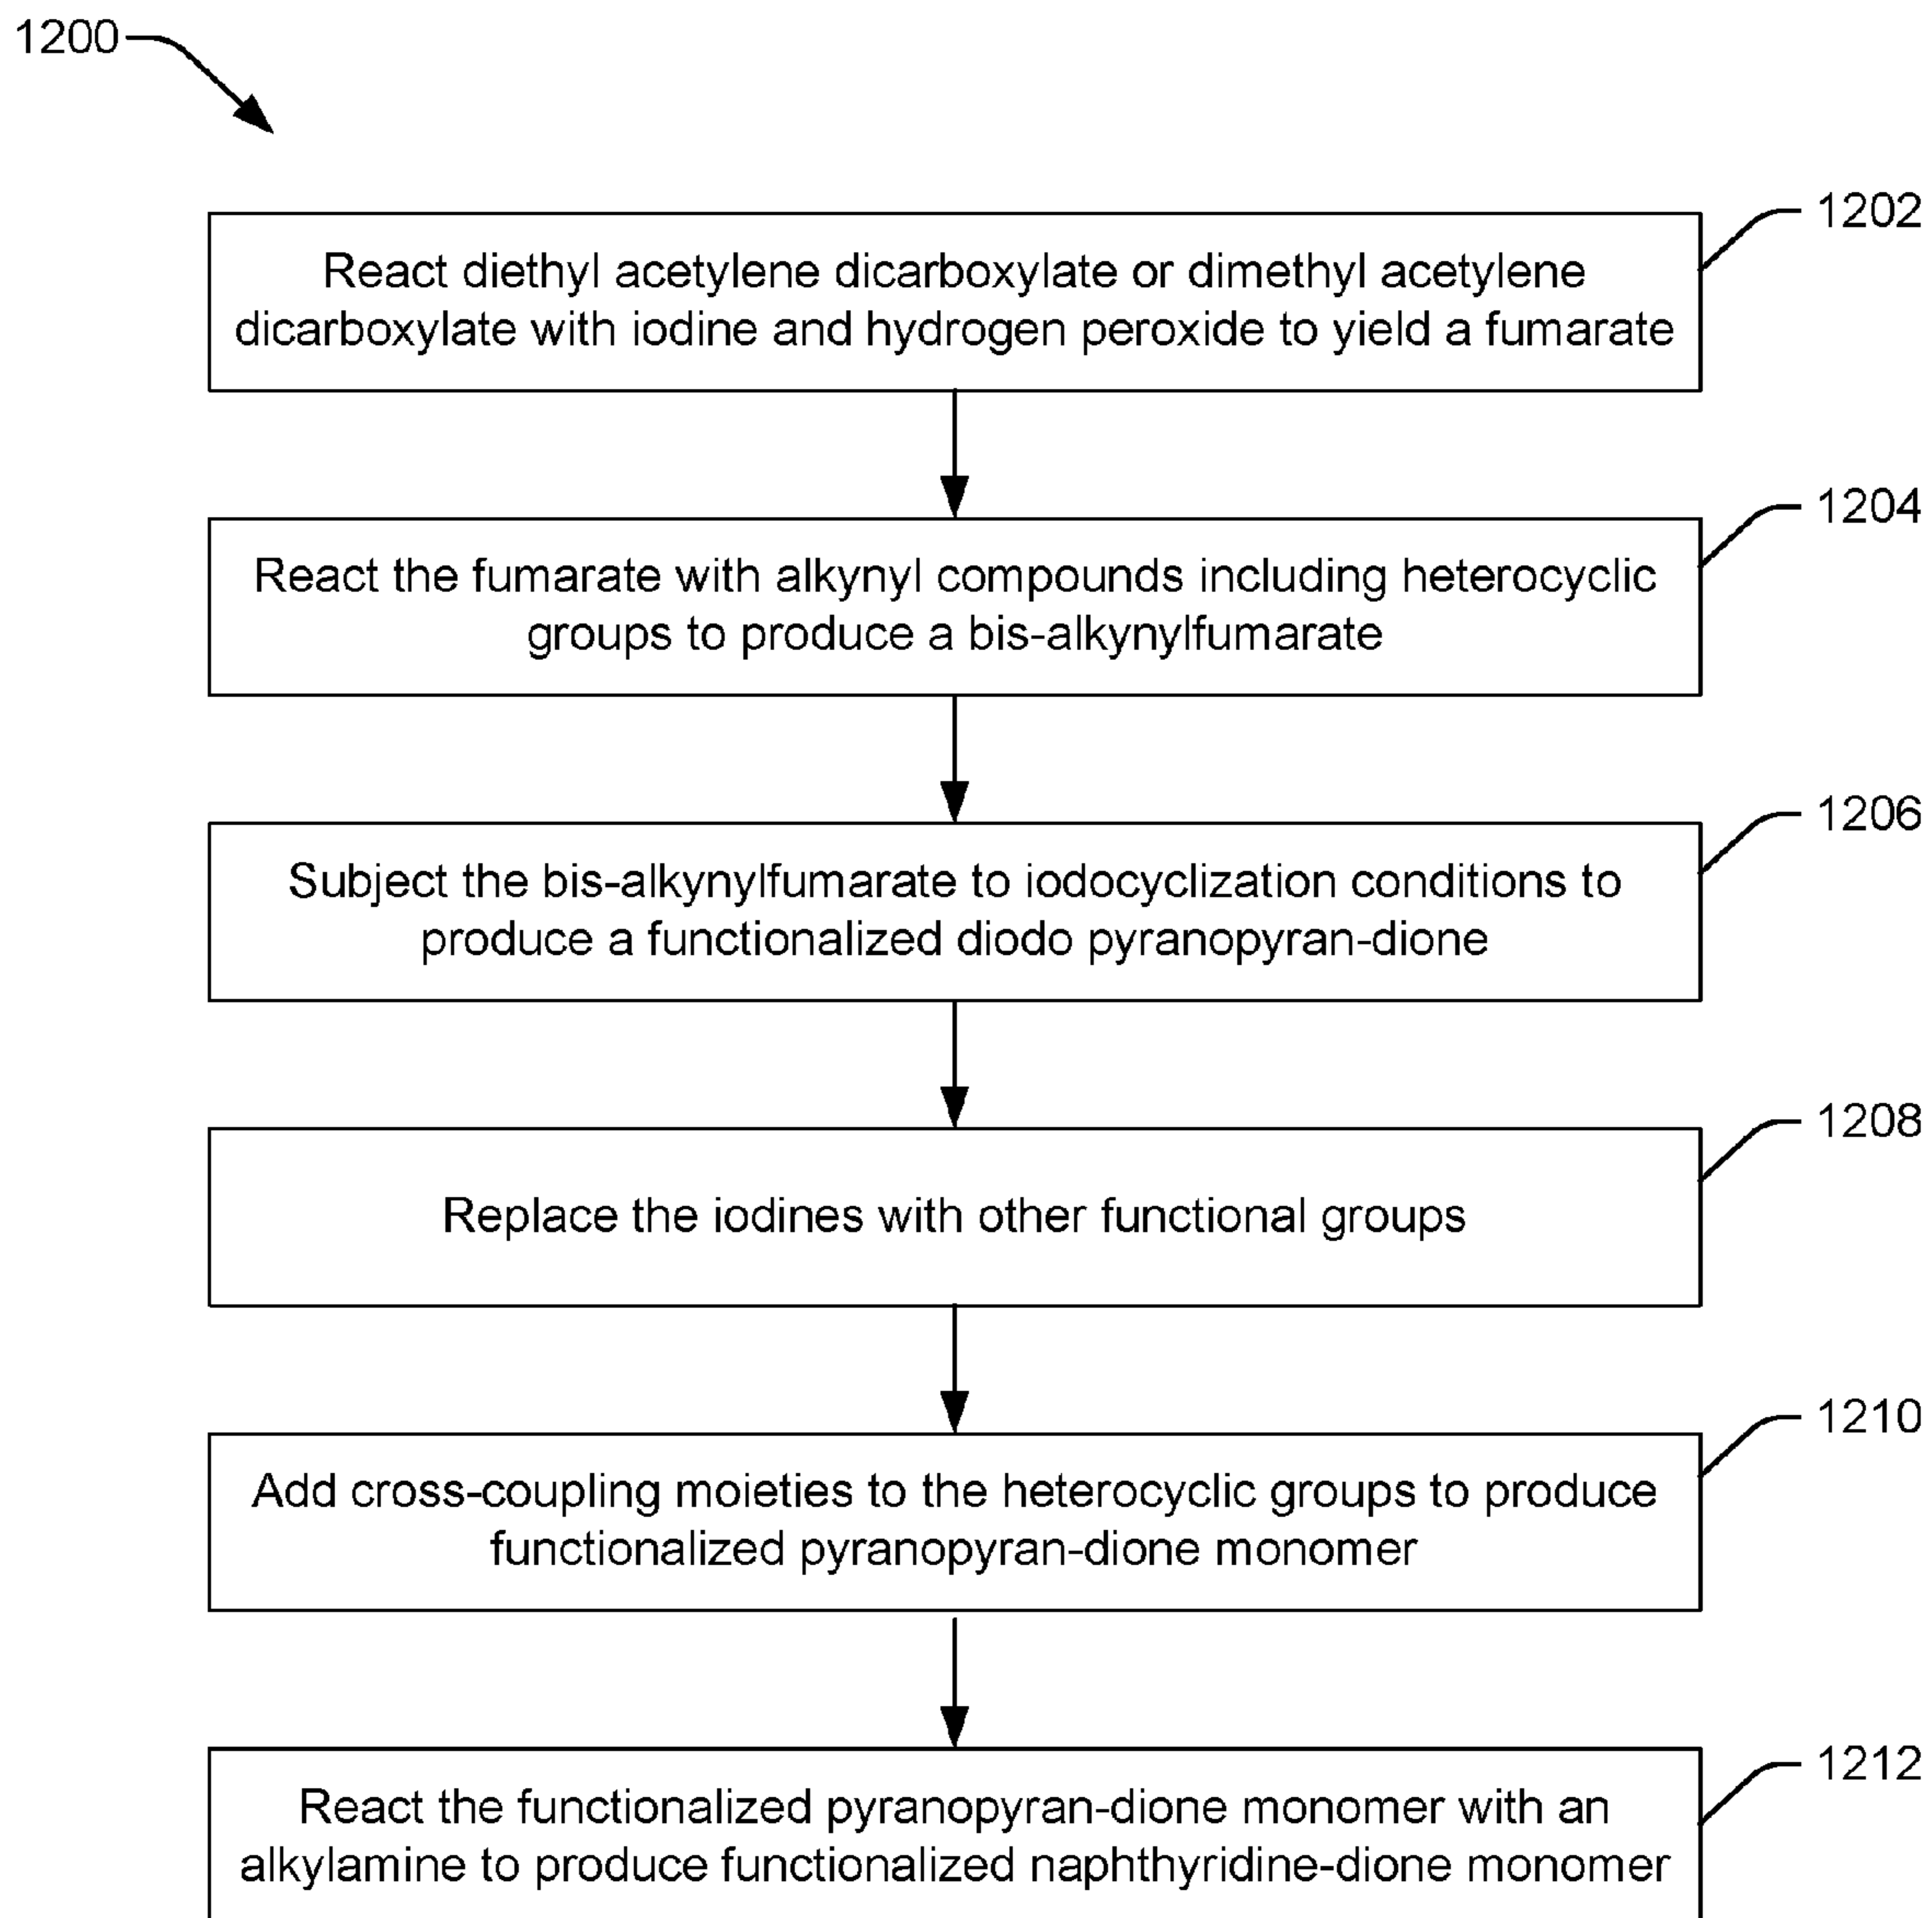 1200
1202
React diethyl acetylene dicarboxylate or dimethyl acetylene
dicarboxylate with iodine and hydrogen peroxide to yield a fumarate
1204
React the fumarate with alkynyl compounds including heterocyclic
groups to produce a bis-alkynylfumarate
1206
Subject the bis-alkynylfumarate to iodocyclization conditions to
produce a functionalized diodo pyranopyran-dione
1208
Replace the iodines with other functional groups
1210
Add cross-coupling moieties to the heterocyclic groups to produce
functionalized pyranopyran-dione monomer
1212
React the functionalized pyranopyran-dione monomer with an
alkylamine to produce functionalized naphthyridine-dione monomer